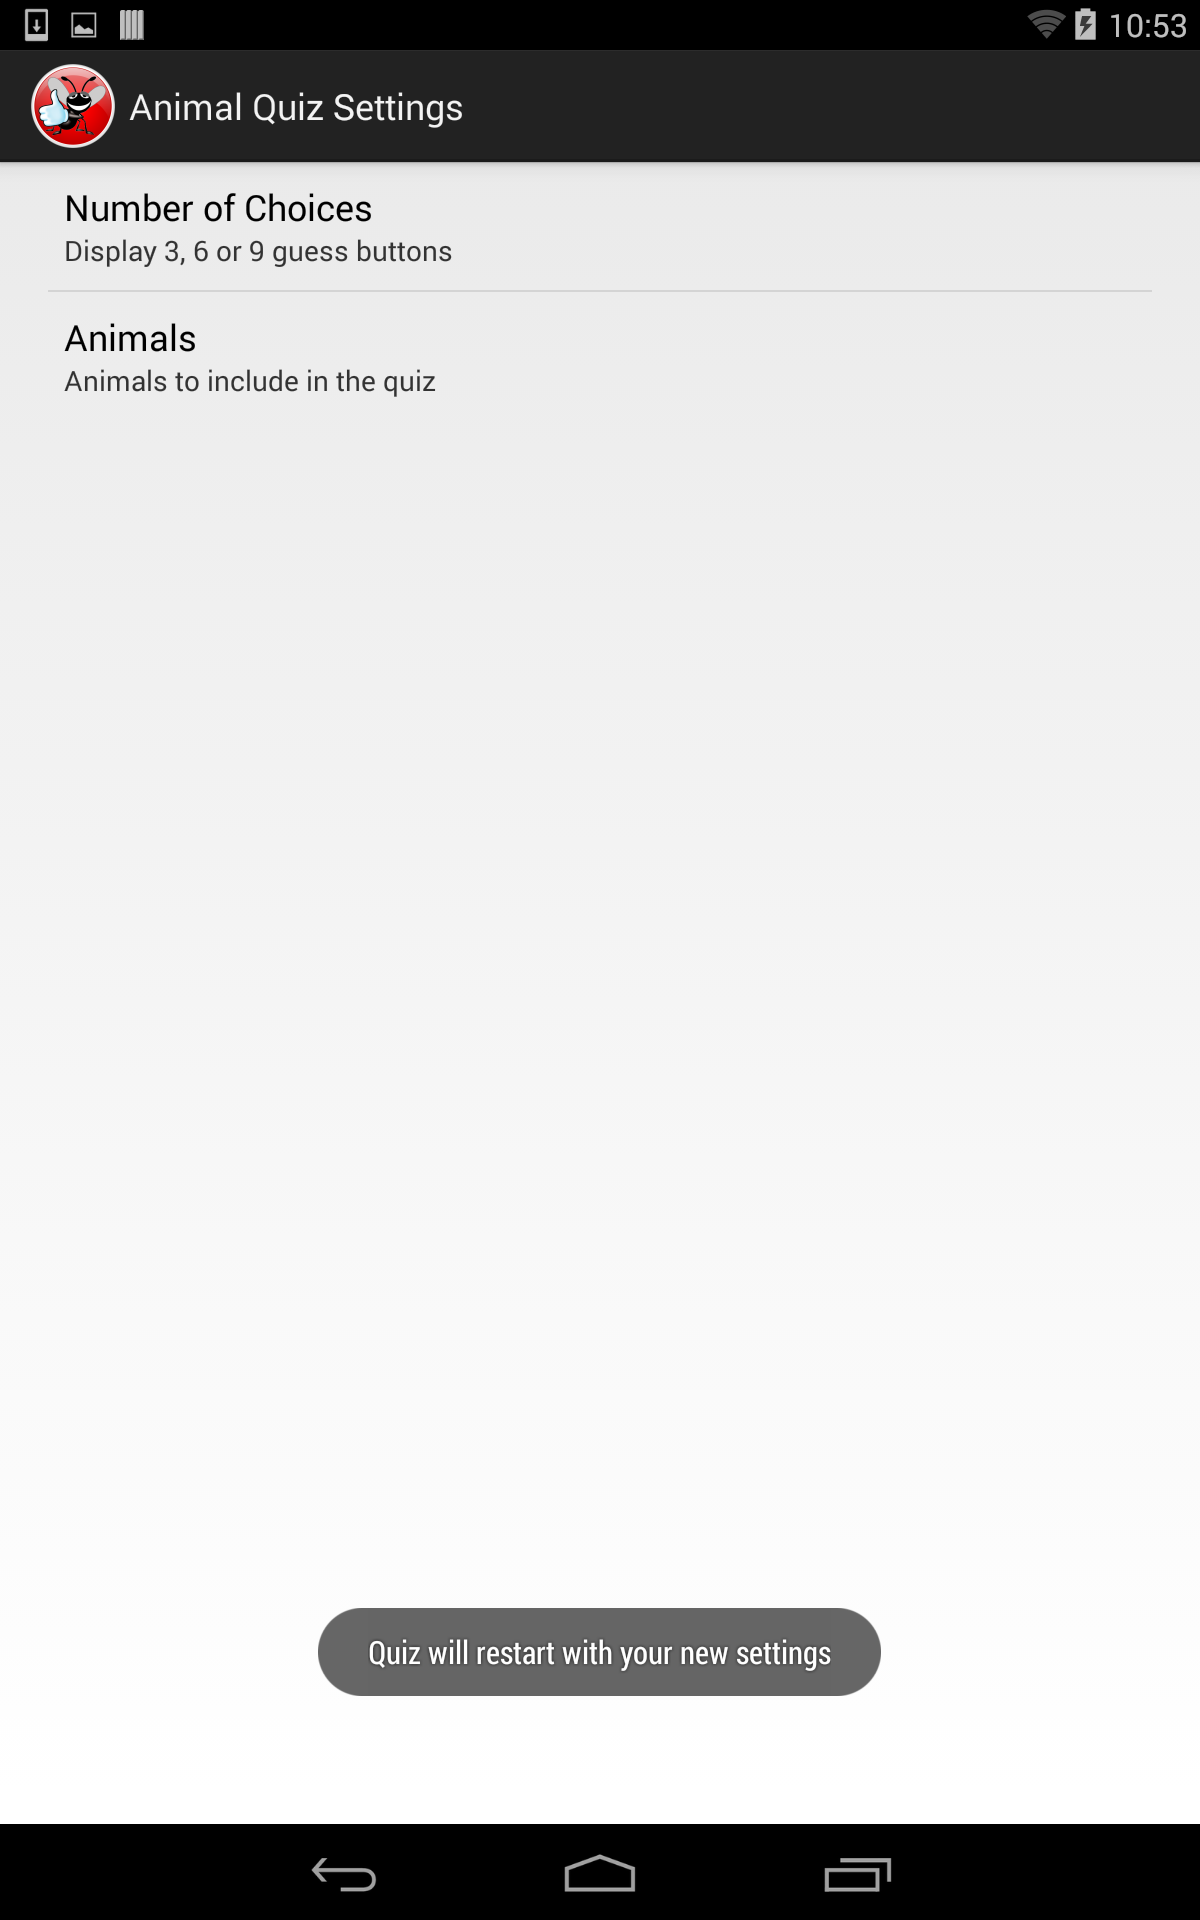 10:53
Animal Quiz Settings
Number of Choices
Display 3, 6 or 9 guess buttons
Animals
Animals to include in the quiz
Quiz will restart with your new settings